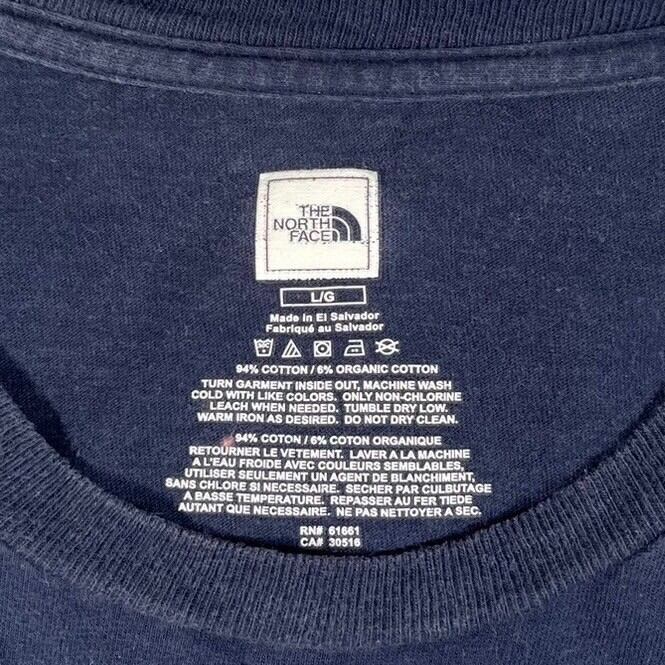 THE
NORTH
FACE
L/G
Made in El Salvador
Fabriqué au Salvador
94% COTTON / 6% ORGANIC COTTON
TURN GARMENT INSIDE OUT, MACHINE WASH
COLD WITH LIKE COLORS. ONLY NON-CHLORINE
LEACH WHEN NEEDED. TUMBLE DRY LOW.
WARM IRON AS DESIRED. DO NOT DRY CLEAN.
94% COTON / 6% COTON ORGANIQUE
RETOURNER LE VETEMENT. LAVER A LA MACHINE
A L'EAU FROIDE AVEC COULEURS SEMBLABLES,
UTILISER SEULEMENT UN AGENT DE BLANCHIMENT,
SANS CHLORE SI NECESSAIRE. SECHER PAR CULBUTAGE
A BASSE TEMPERATURE. REPASSER AU FER TIEDE
AUTANT QUE NECESSAIRE. NE PAS NETTOYER A SEC.
RN# 61661
CA# 30516